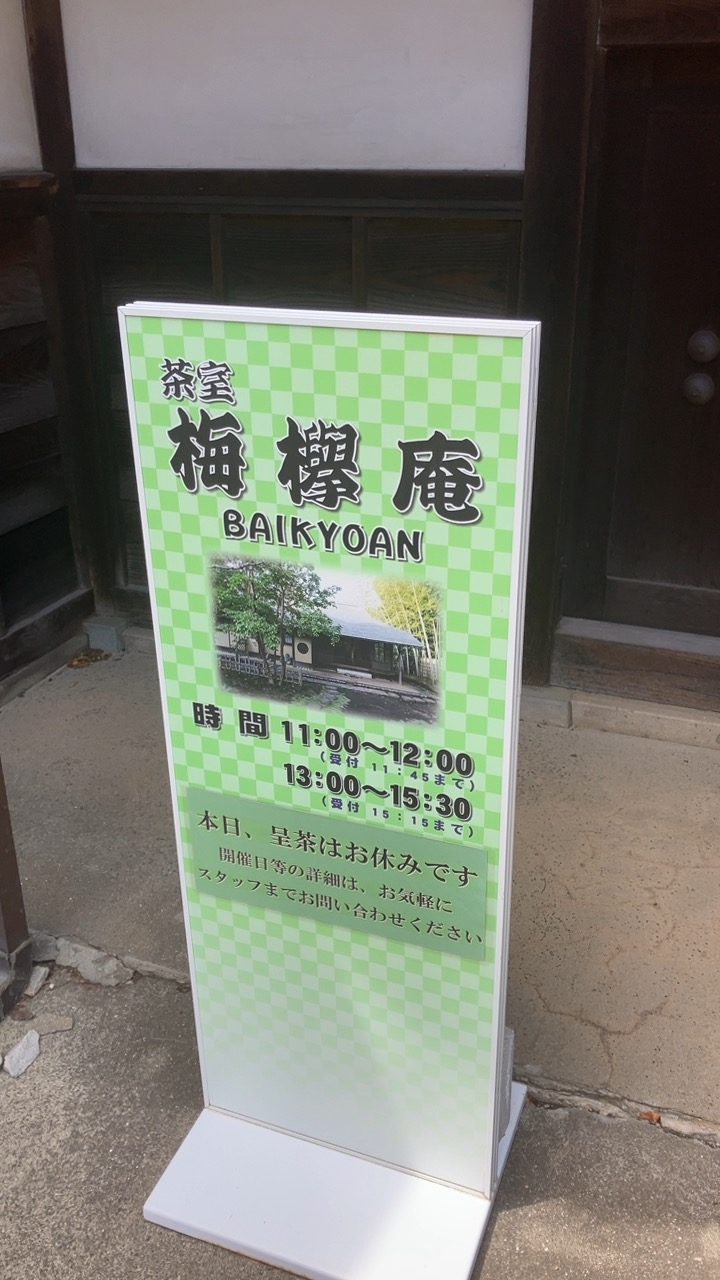 茶室
梅欅庵
BAIKYOAN
時間 11:00～12:00
(受付 11:45まで)
13:00～15:30
(受付 15:15まで)
本日、呈茶はお休みです
開催日等の詳細は、お気軽に
スタッフまでお問い合わせください